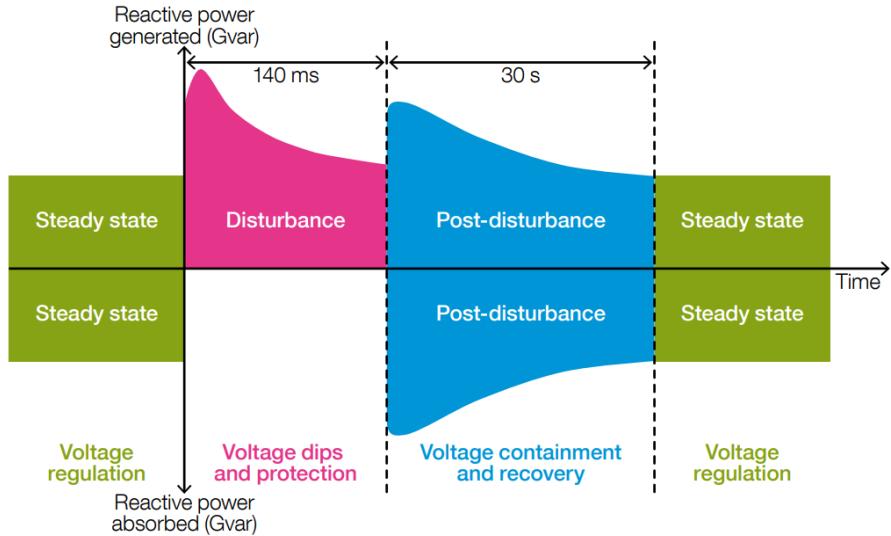 Reactive power
generated (Gvar)
140 ms
30 s
Steady state
Disturbance
Post-disturbance
Steady state
Time
Steady state
Post-disturbance
Steady state
Voltage
regulation
Voltage dips
and protection
Voltage containment
and recovery
Voltage
regulation
Reactive power
absorbed (Gvar)